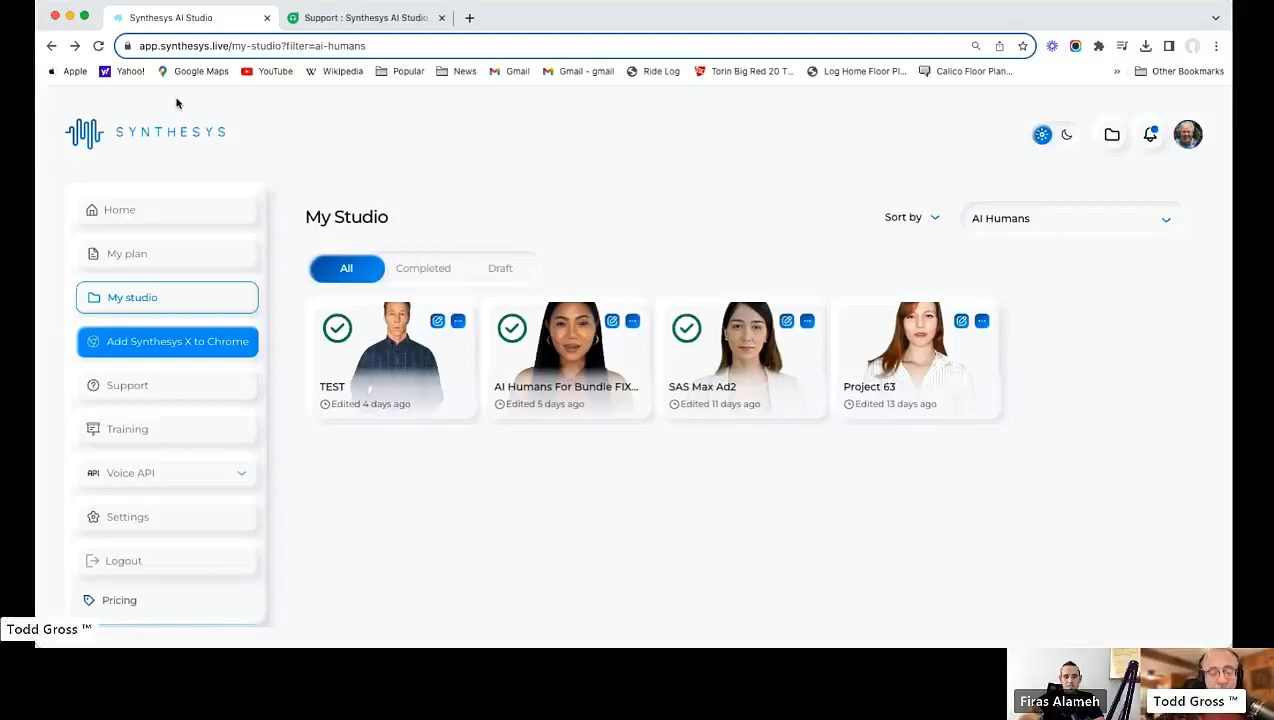 Synthesys AI Studio
Support : Synthesys AI Studio
app.synthesys.live/my-studio?filter=ai-humans
Apple
Yahoo!
Google Maps
YouTube
Wikipedia
Popular
News
Gmail
Gmail - gmail
Ride Log
Torin Big Red 20 T...
Log Home Floor Pl...
Calico Floor Plan...
»
Other Bookmarks
SYNTHESYS
Home
My plan
My studio
Add Synthesys X to Chrome
Support
Training
API Voice API
Settings
Logout
Pricing
My Studio
Sort by
AI Humans
All
Completed
Draft
TEST
Edited 4 days ago
AI Humans For Bundle FIX...
Edited 5 days ago
SAS Max Ad2
Edited 11 days ago
Project 63
Edited 13 days ago
Todd Gross ™
Firas Alameh
Todd Gross ™